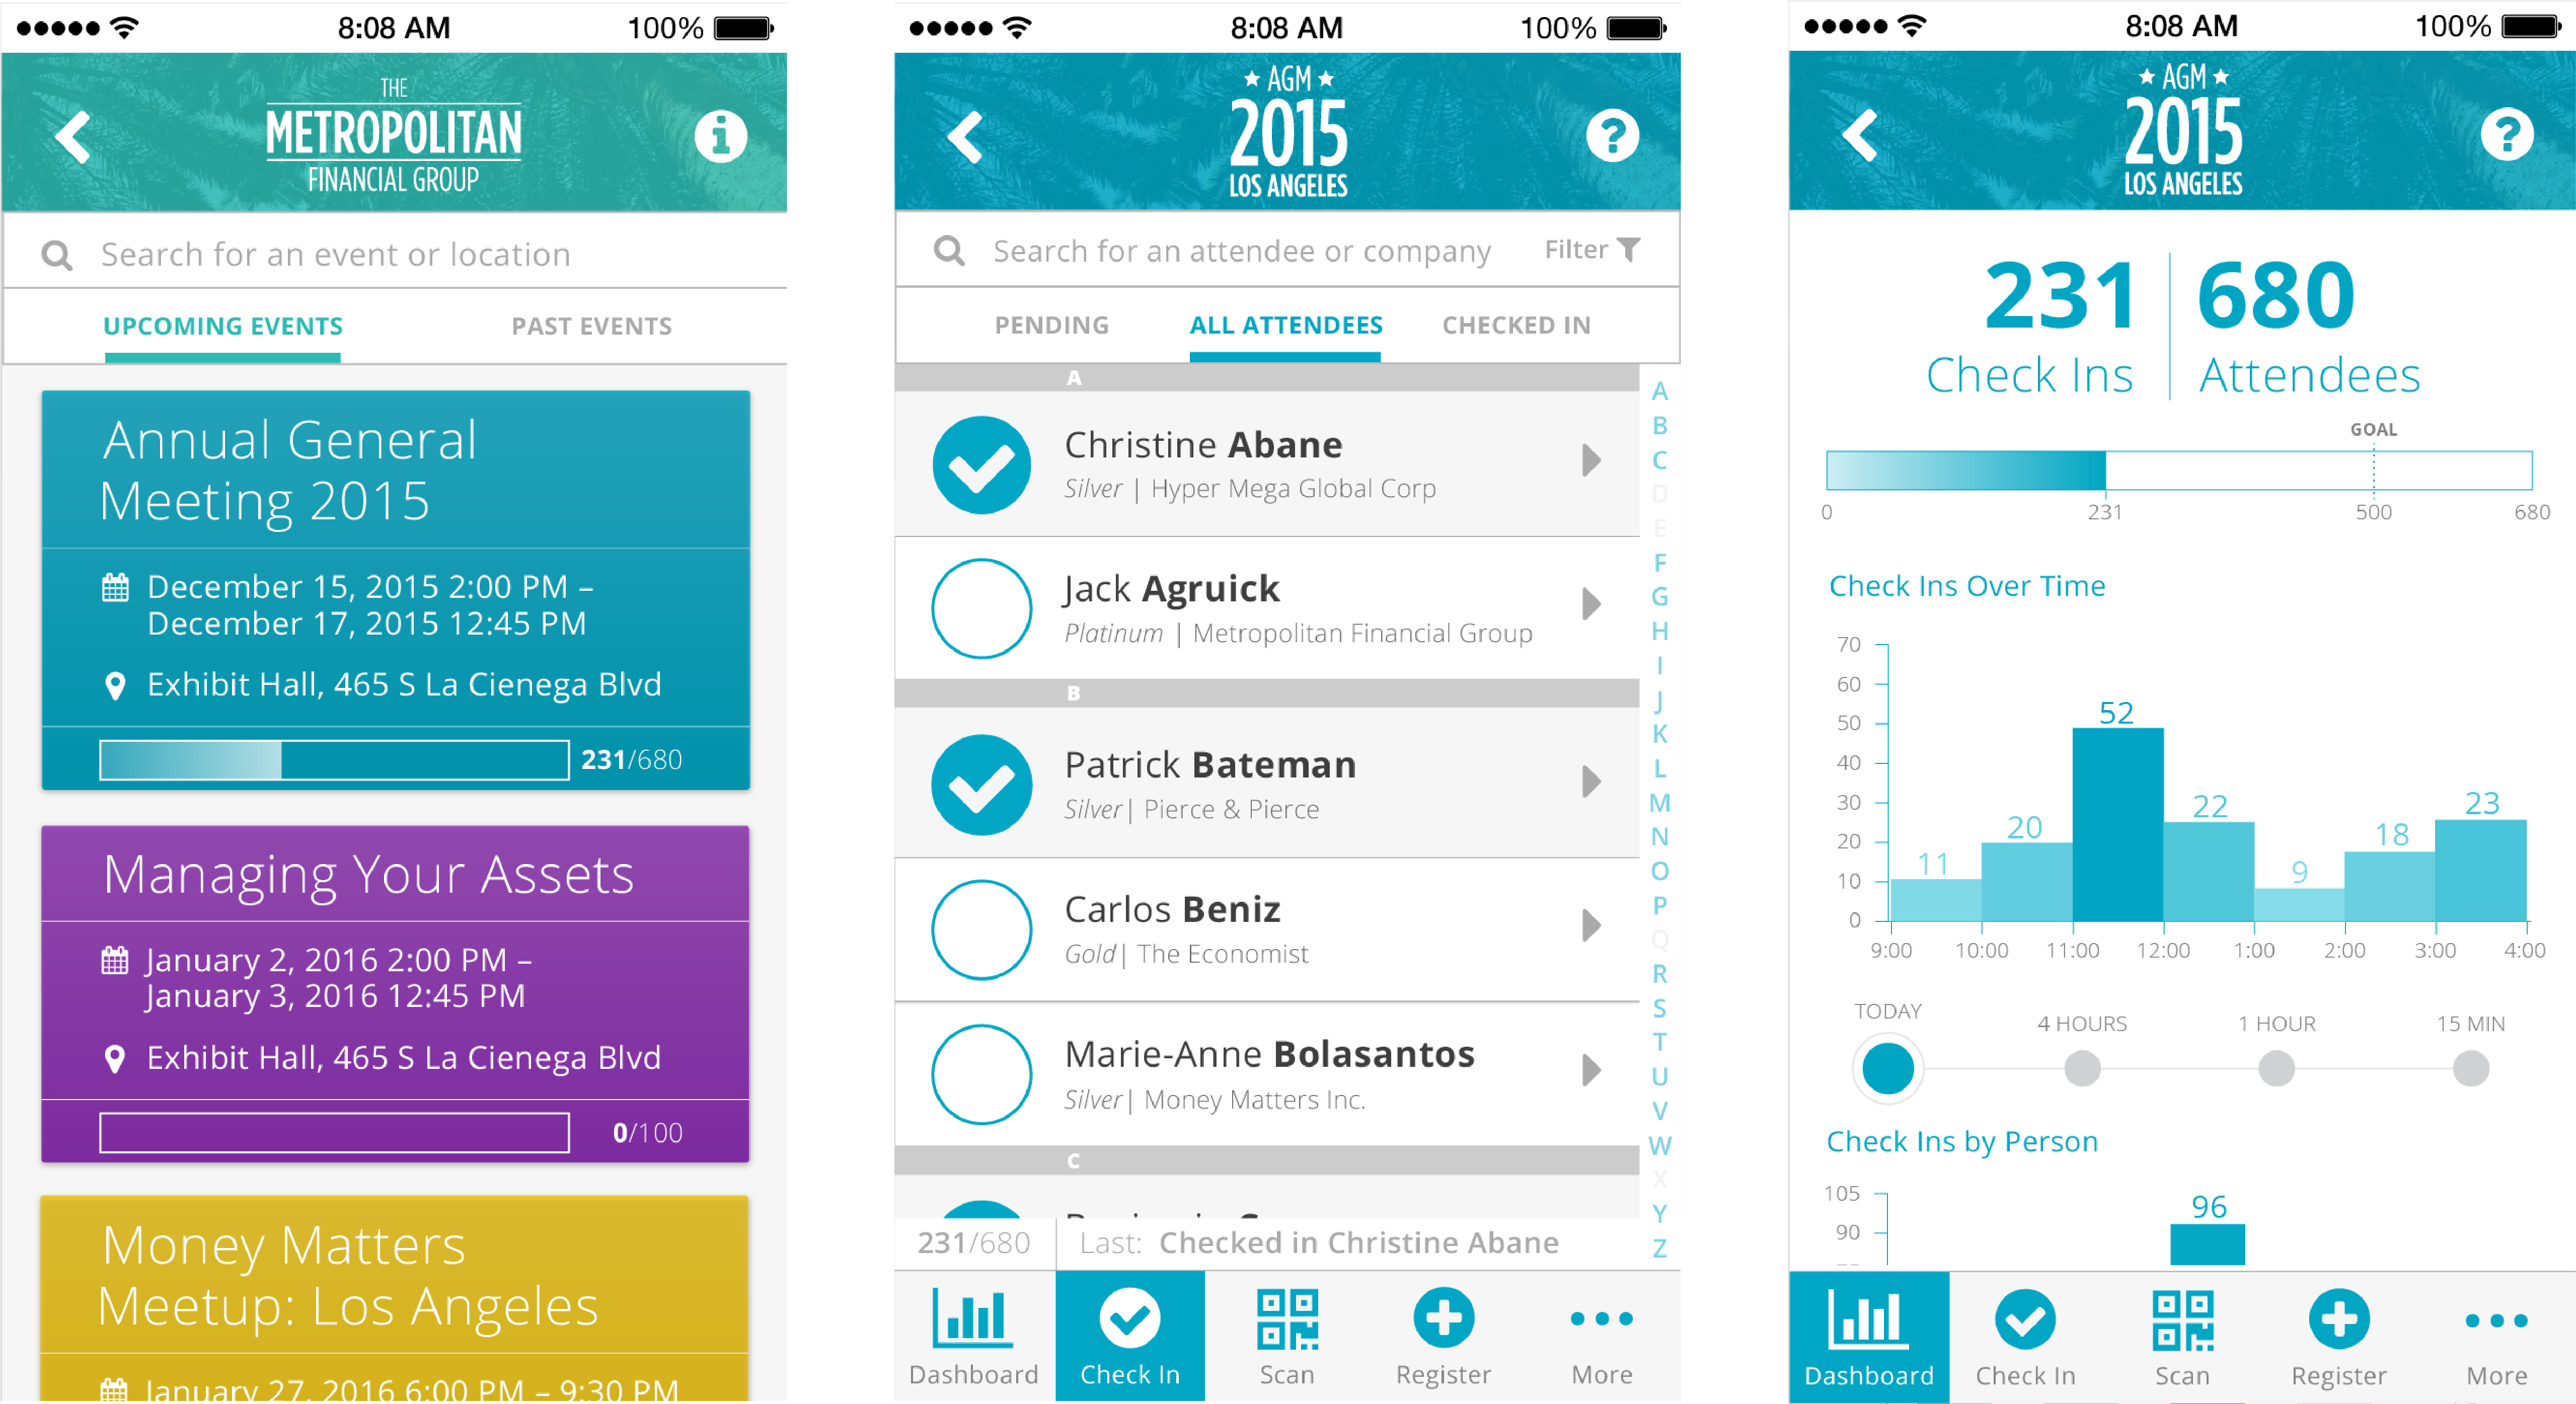 8:08 AM
100%
THE
METROPOLITAN
FINANCIAL GROUP
Search for an event or location
UPCOMING EVENTS
PAST EVENTS
Annual General
Meeting 2015
December 15, 2015 2:00 PM –
December 17, 2015 12:45 PM
Exhibit Hall, 465 S La Cienega Blvd
231/680
Managing Your Assets
January 2, 2016 2:00 PM –
January 3, 2016 12:45 PM
Exhibit Hall, 465 S La Cienega Blvd
0/100
Money Matters
Meetup: Los Angeles
January 27, 2016 6:00 PM – 9:30 PM
8:08 AM
100%
★ AGM ★
2015
LOS ANGELES
?
Search for an attendee or company
Filter
PENDING
ALL ATTENDEES
CHECKED IN
A
Christine Abane
Silver | Hyper Mega Global Corp
Jack Agruick
Platinum | Metropolitan Financial Group
B
Patrick Bateman
Silver| Pierce & Pierce
Carlos Beniz
Gold| The Economist
Marie-Anne Bolasantos
Silver| Money Matters Inc.
C
A
B
C
D
E
F
G
H
I
J
K
L
M
N
O
P
Q
R
S
T
U
V
W
X
Y
Z
231/680
Last: Checked in Christine Abane
Dashboard
Check In
Scan
Register
More
8:08 AM
100%
★ AGM ★
2015
LOS ANGELES
?
231
Check Ins
680
Attendees
GOAL
0
231
500
680
Check Ins Over Time
70
60
50
40
30
20
10
0
11
20
52
22
9
18
23
9:00
10:00
11:00
12:00
1:00
2:00
3:00
4:00
TODAY
4 HOURS
1 HOUR
15 MIN
Check Ins by Person
105
90
96
Dashboard
Check In
Scan
Register
More